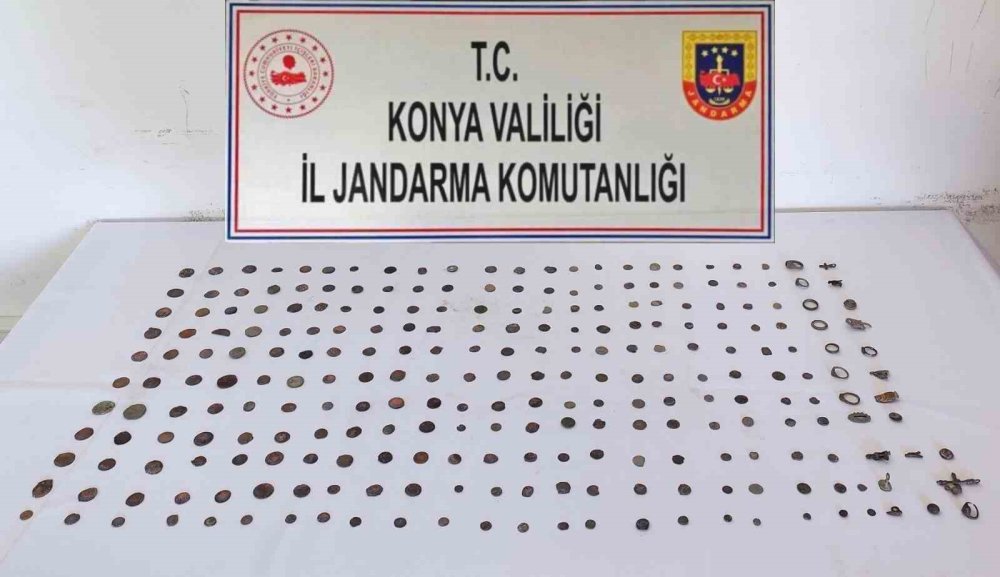 T.C.
KONYA VALİLİĞİ
İL JANDARMA KOMUTANLIĞI
JANDARMA